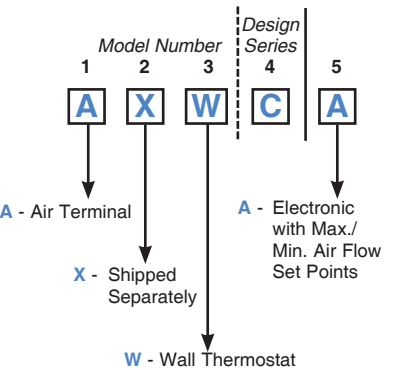 Model Number
Design
Series
1 2 3 4 5
A X W C A
A - Air Terminal
A - Electronic
with Max./
Min. Air Flow
Set Points
X - Shipped
Separately
W - Wall Thermostat